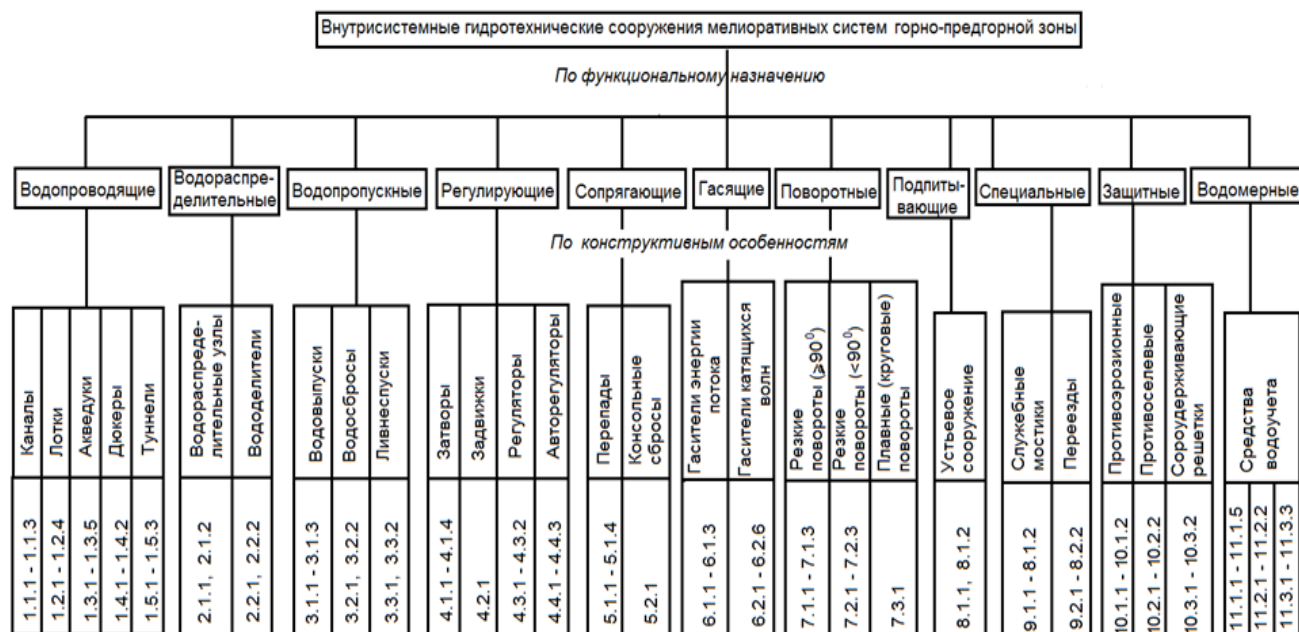 Внутрисистемные гидротехнические сооружения мелиоративных систем горно-предгорной зоны
По функциональному назначению
Водопроводящие
Водораспре-
делительные
Водопропускные
Регулирующие
Сопрягающие
Гасящие
Поворотные
Подпиты-
вающие
Специальные
Защитные
Водомерные
По конструктивным особенностям
Каналы
Лотки
Акведуки
Дюкеры
Туннели
Водораспреде-
лительные узлы
Вододелители
Водовыпуски
Водосбросы
Ливнеспуски
Затворы
Задвижки
Регуляторы
Авторегуляторы
Перепады
Консольные
сбросы
Гасители энергии
потока
Гасители катящихся
волн
Резкие
повороты (⩾90⁰)
Резкие
повороты (<90⁰)
Плавные (круговые)
повороты
Устьевое
сооружение
Служебные
мостики
Переезды
Противоэрозионные
Противоселевые
Сороудерживающие
решетки
Средства
водоучета
1.1.1 - 1.1.3
1.2.1 - 1.2.4
1.3.1 - 1.3.5
1.4.1 - 1.4.2
1.5.1 - 1.5.3
2.1.1, 2.1.2
2.2.1, 2.2.2
3.1.1 - 3.1.3
3.2.1, 3.2.2
3.3.1, 3.3.2
4.1.1 - 4.1.4
4.2.1
4.3.1 - 4.3.2
4.4.1 - 4.4.3
5.1.1 - 5.1.4
5.2.1
6.1.1 - 6.1.3
6.2.1 - 6.2.6
7.1.1 - 7.1.3
7.2.1 - 7.2.3
7.3.1
8.1.1, 8.1.2
9.1.1 - 8.1.2
9.2.1 - 8.2.2
10.1.1 - 10.1.2
10.2.1 - 10.2.2
10.3.1 - 10.3.2
11.1.1 - 11.1.5
11.2.1 - 11.2.2
11.3.1 - 11.3.3